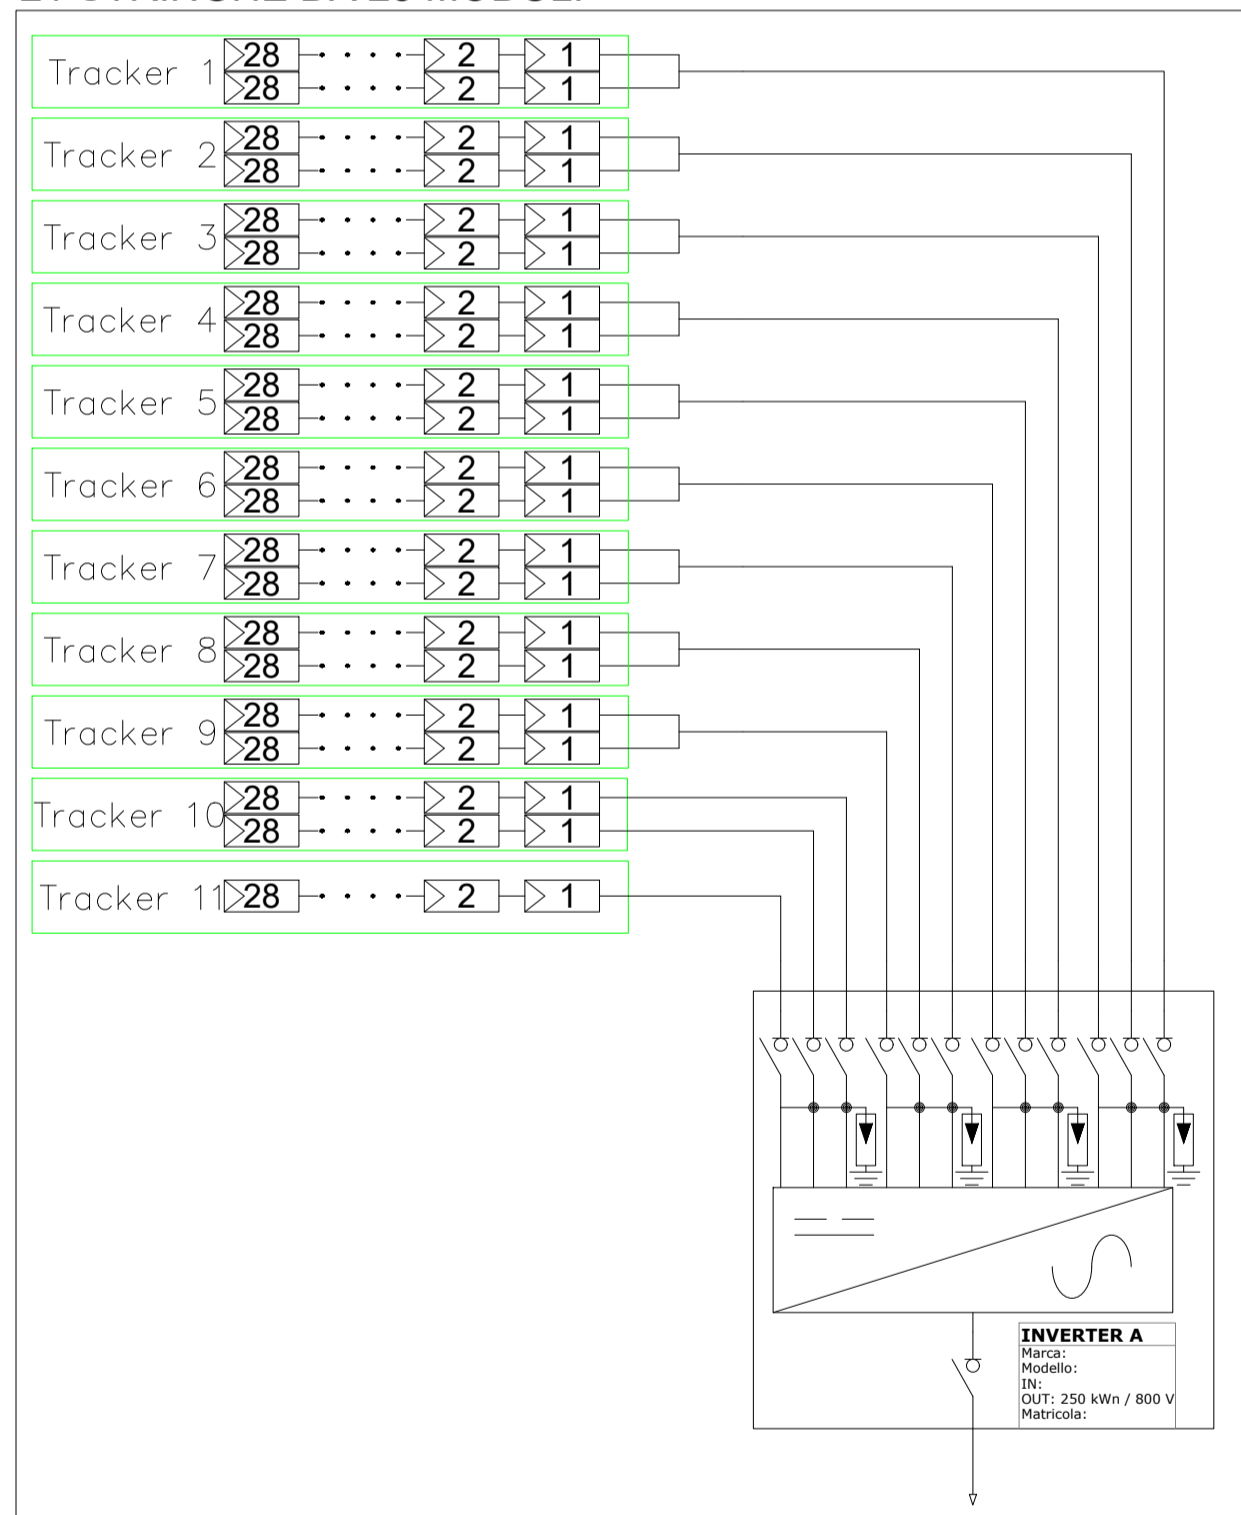 28 2 1
Tracker 1
28 2 1
28 2 1
Tracker 2
28 2 1
28 2 1
Tracker 3
28 2 1
28 2 1
Tracker 4
28 2 1
28 2 1
Tracker 5
28 2 1
28 2 1
Tracker 6
28 2 1
28 2 1
Tracker 7
28 2 1
28 2 1
Tracker 8
28 2 1
28 2 1
Tracker 9
28 2 1
28 2 1
Tracker 10
28 2 1
Tracker 11 28 2 1
INVERTER A
Marca:
Modello:
IN:
OUT: 250 kWn / 800 V
Matricola: